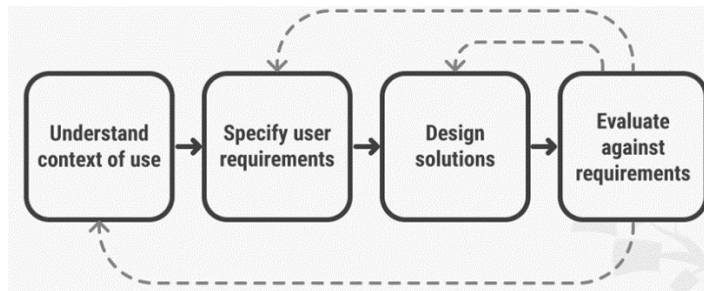 Understand
context of use
Specify user
requirements
Design
solutions
Evaluate
against
requirements